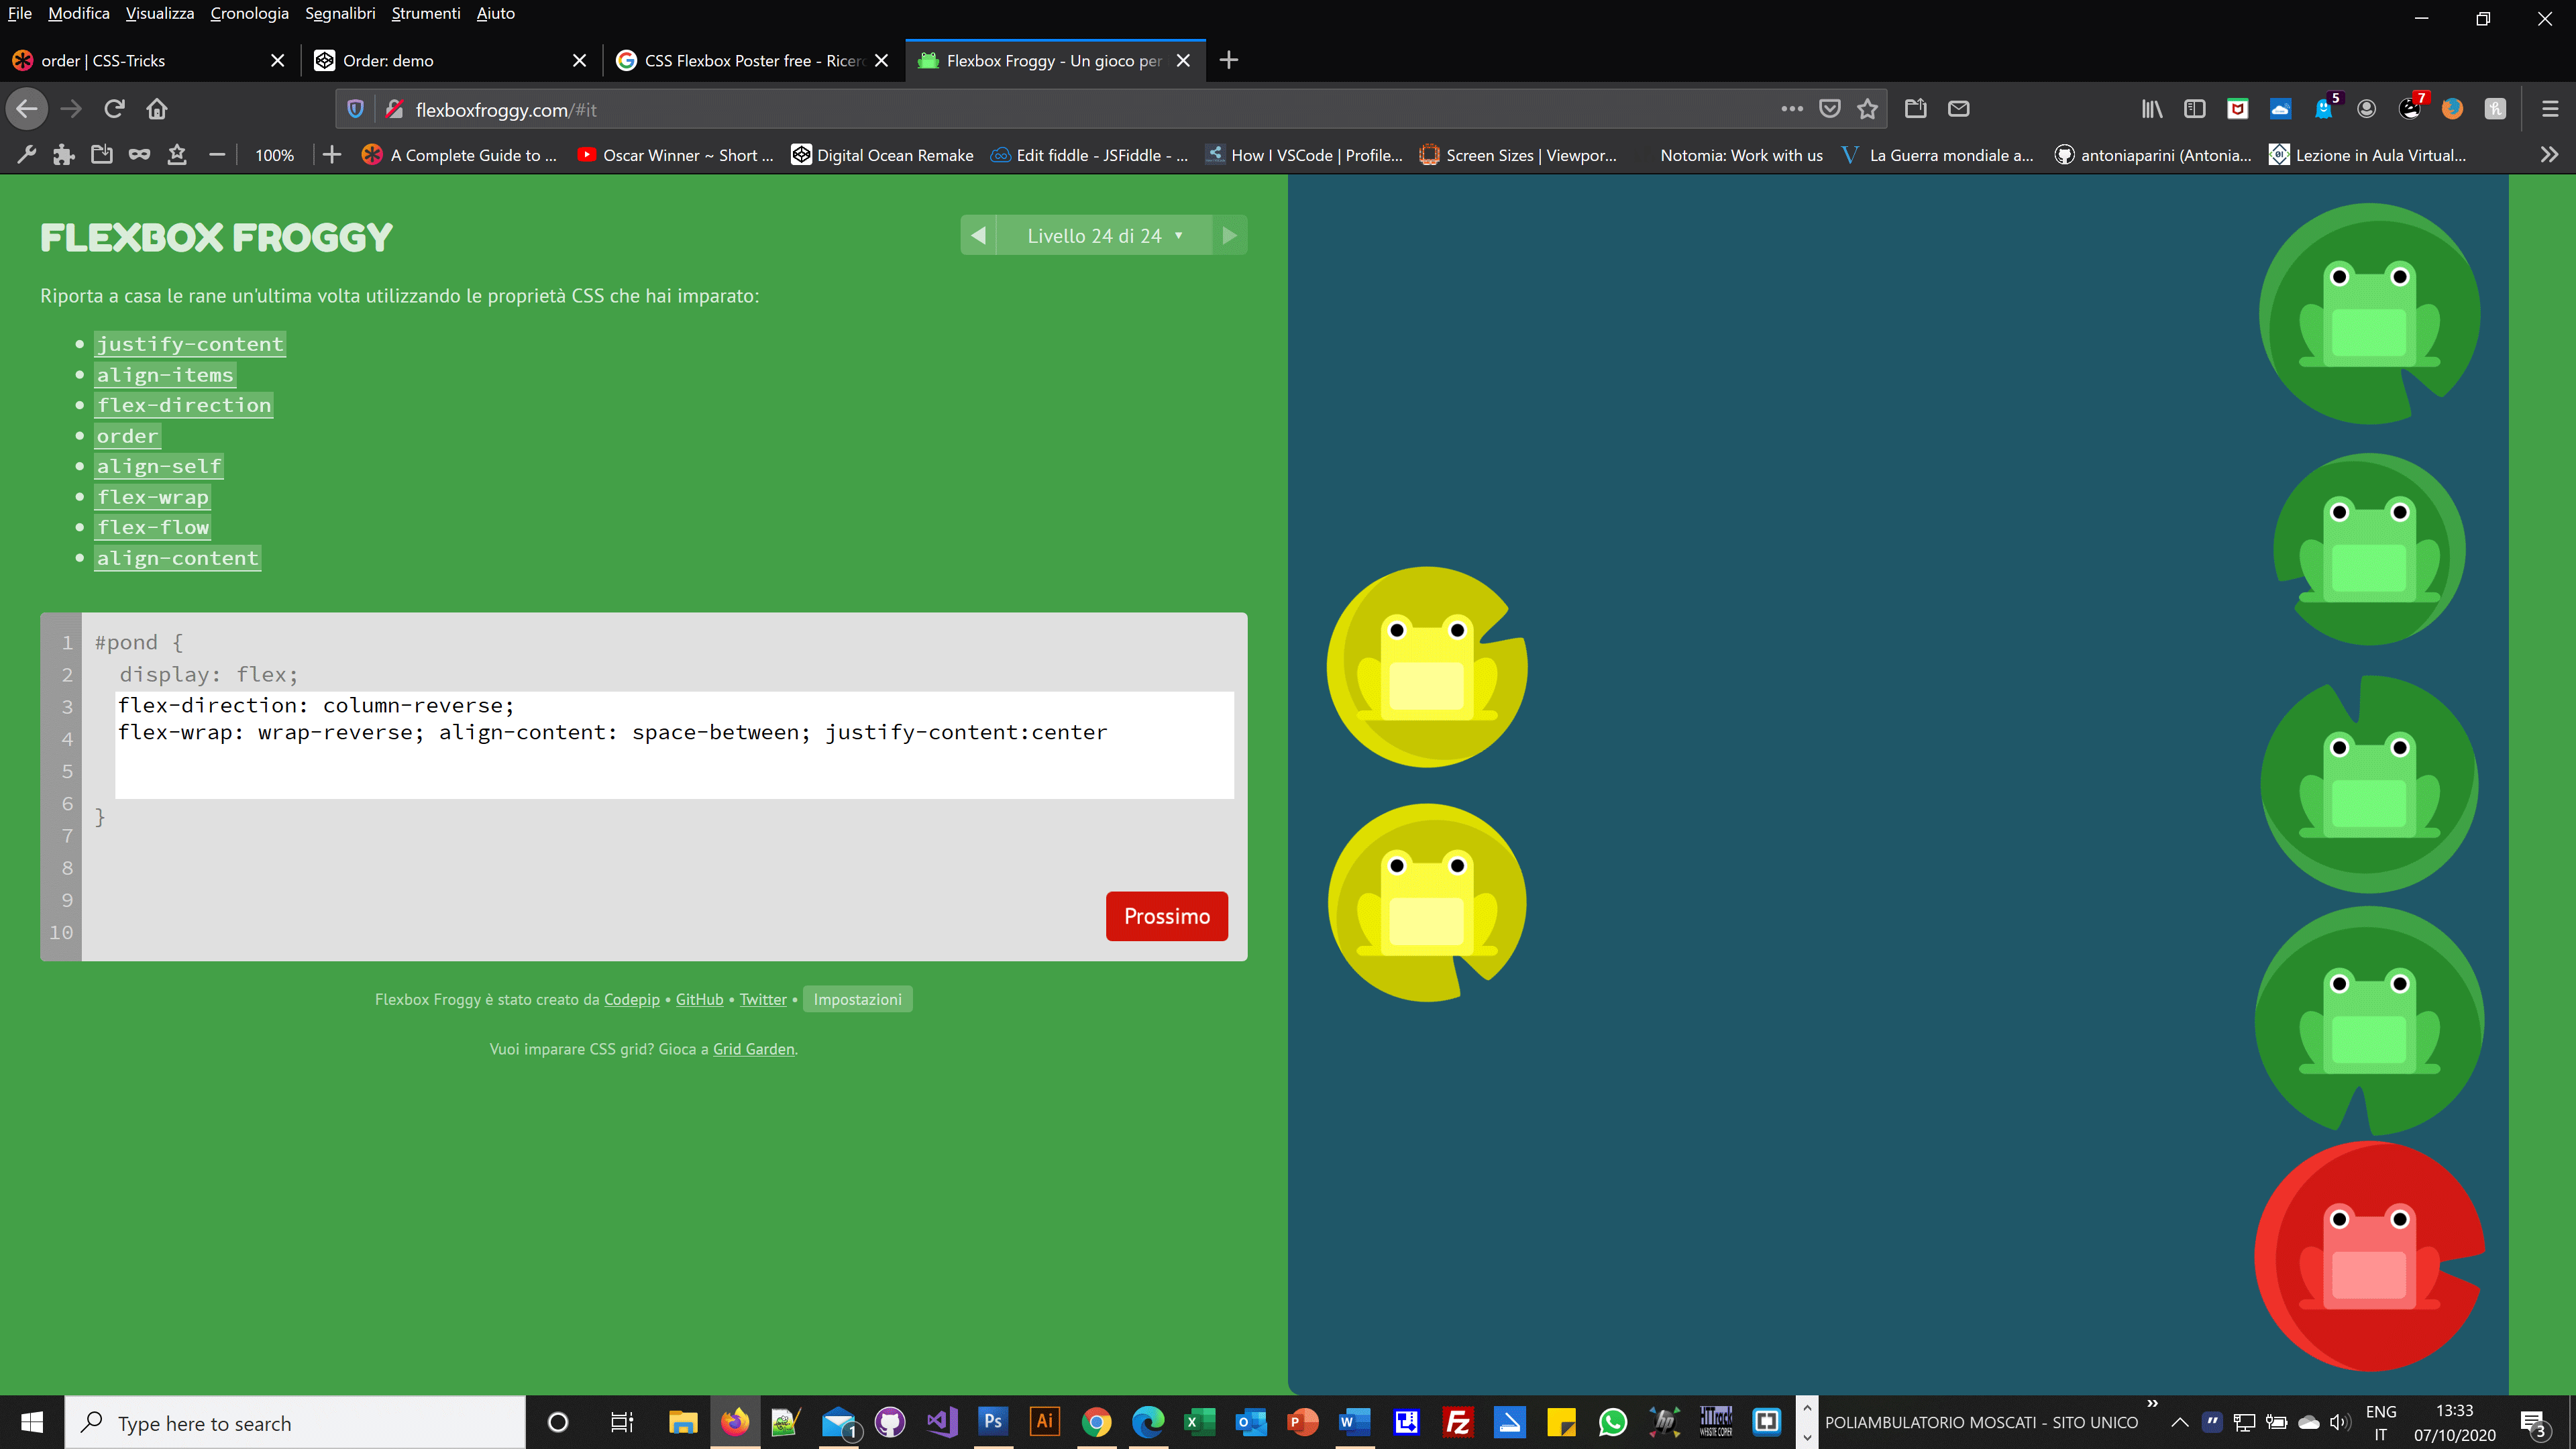 File Modifica Visualizza Cronologia Segnalibri Strumenti Aiuto
order | CSS-Tricks
Order: demo
CSS Flexbox Poster free - Ricerc
Flexbox Froggy - Un gioco per
flexboxfroggy.com/#it
5
7
100%
A Complete Guide to ...
Oscar Winner ~ Short ...
Digital Ocean Remake
Edit fiddle - JSFiddle - ...
How I VSCode | Profile...
Screen Sizes | Viewpor...
Notomia: Work with us
La Guerra mondiale a...
antoniaparini (Antonia...
Lezione in Aula Virtual...
FLEXBOX FROGGY
Livello 24 di 24
Riporta a casa le rane un'ultima volta utilizzando le proprietà CSS che hai imparato:
• justify-content
• align-items
• flex-direction
• order
• align-self
• flex-wrap
• flex-flow
• align-content
1 #pond {
2 display: flex;
3 flex-direction: column-reverse;
4 flex-wrap: wrap-reverse; align-content: space-between; justify-content:center
5
6 }
7
8
9
10
Prossimo
Flexbox Froggy è stato creato da Codepip • GitHub • Twitter • Impostazioni
Vuoi imparare CSS grid? Gioca a Grid Garden.
Type here to search
1
Ps
Ai
POLIAMBULATORIO MOSCATI - SITO UNICO
ENG
IT
13:33
07/10/2020
3